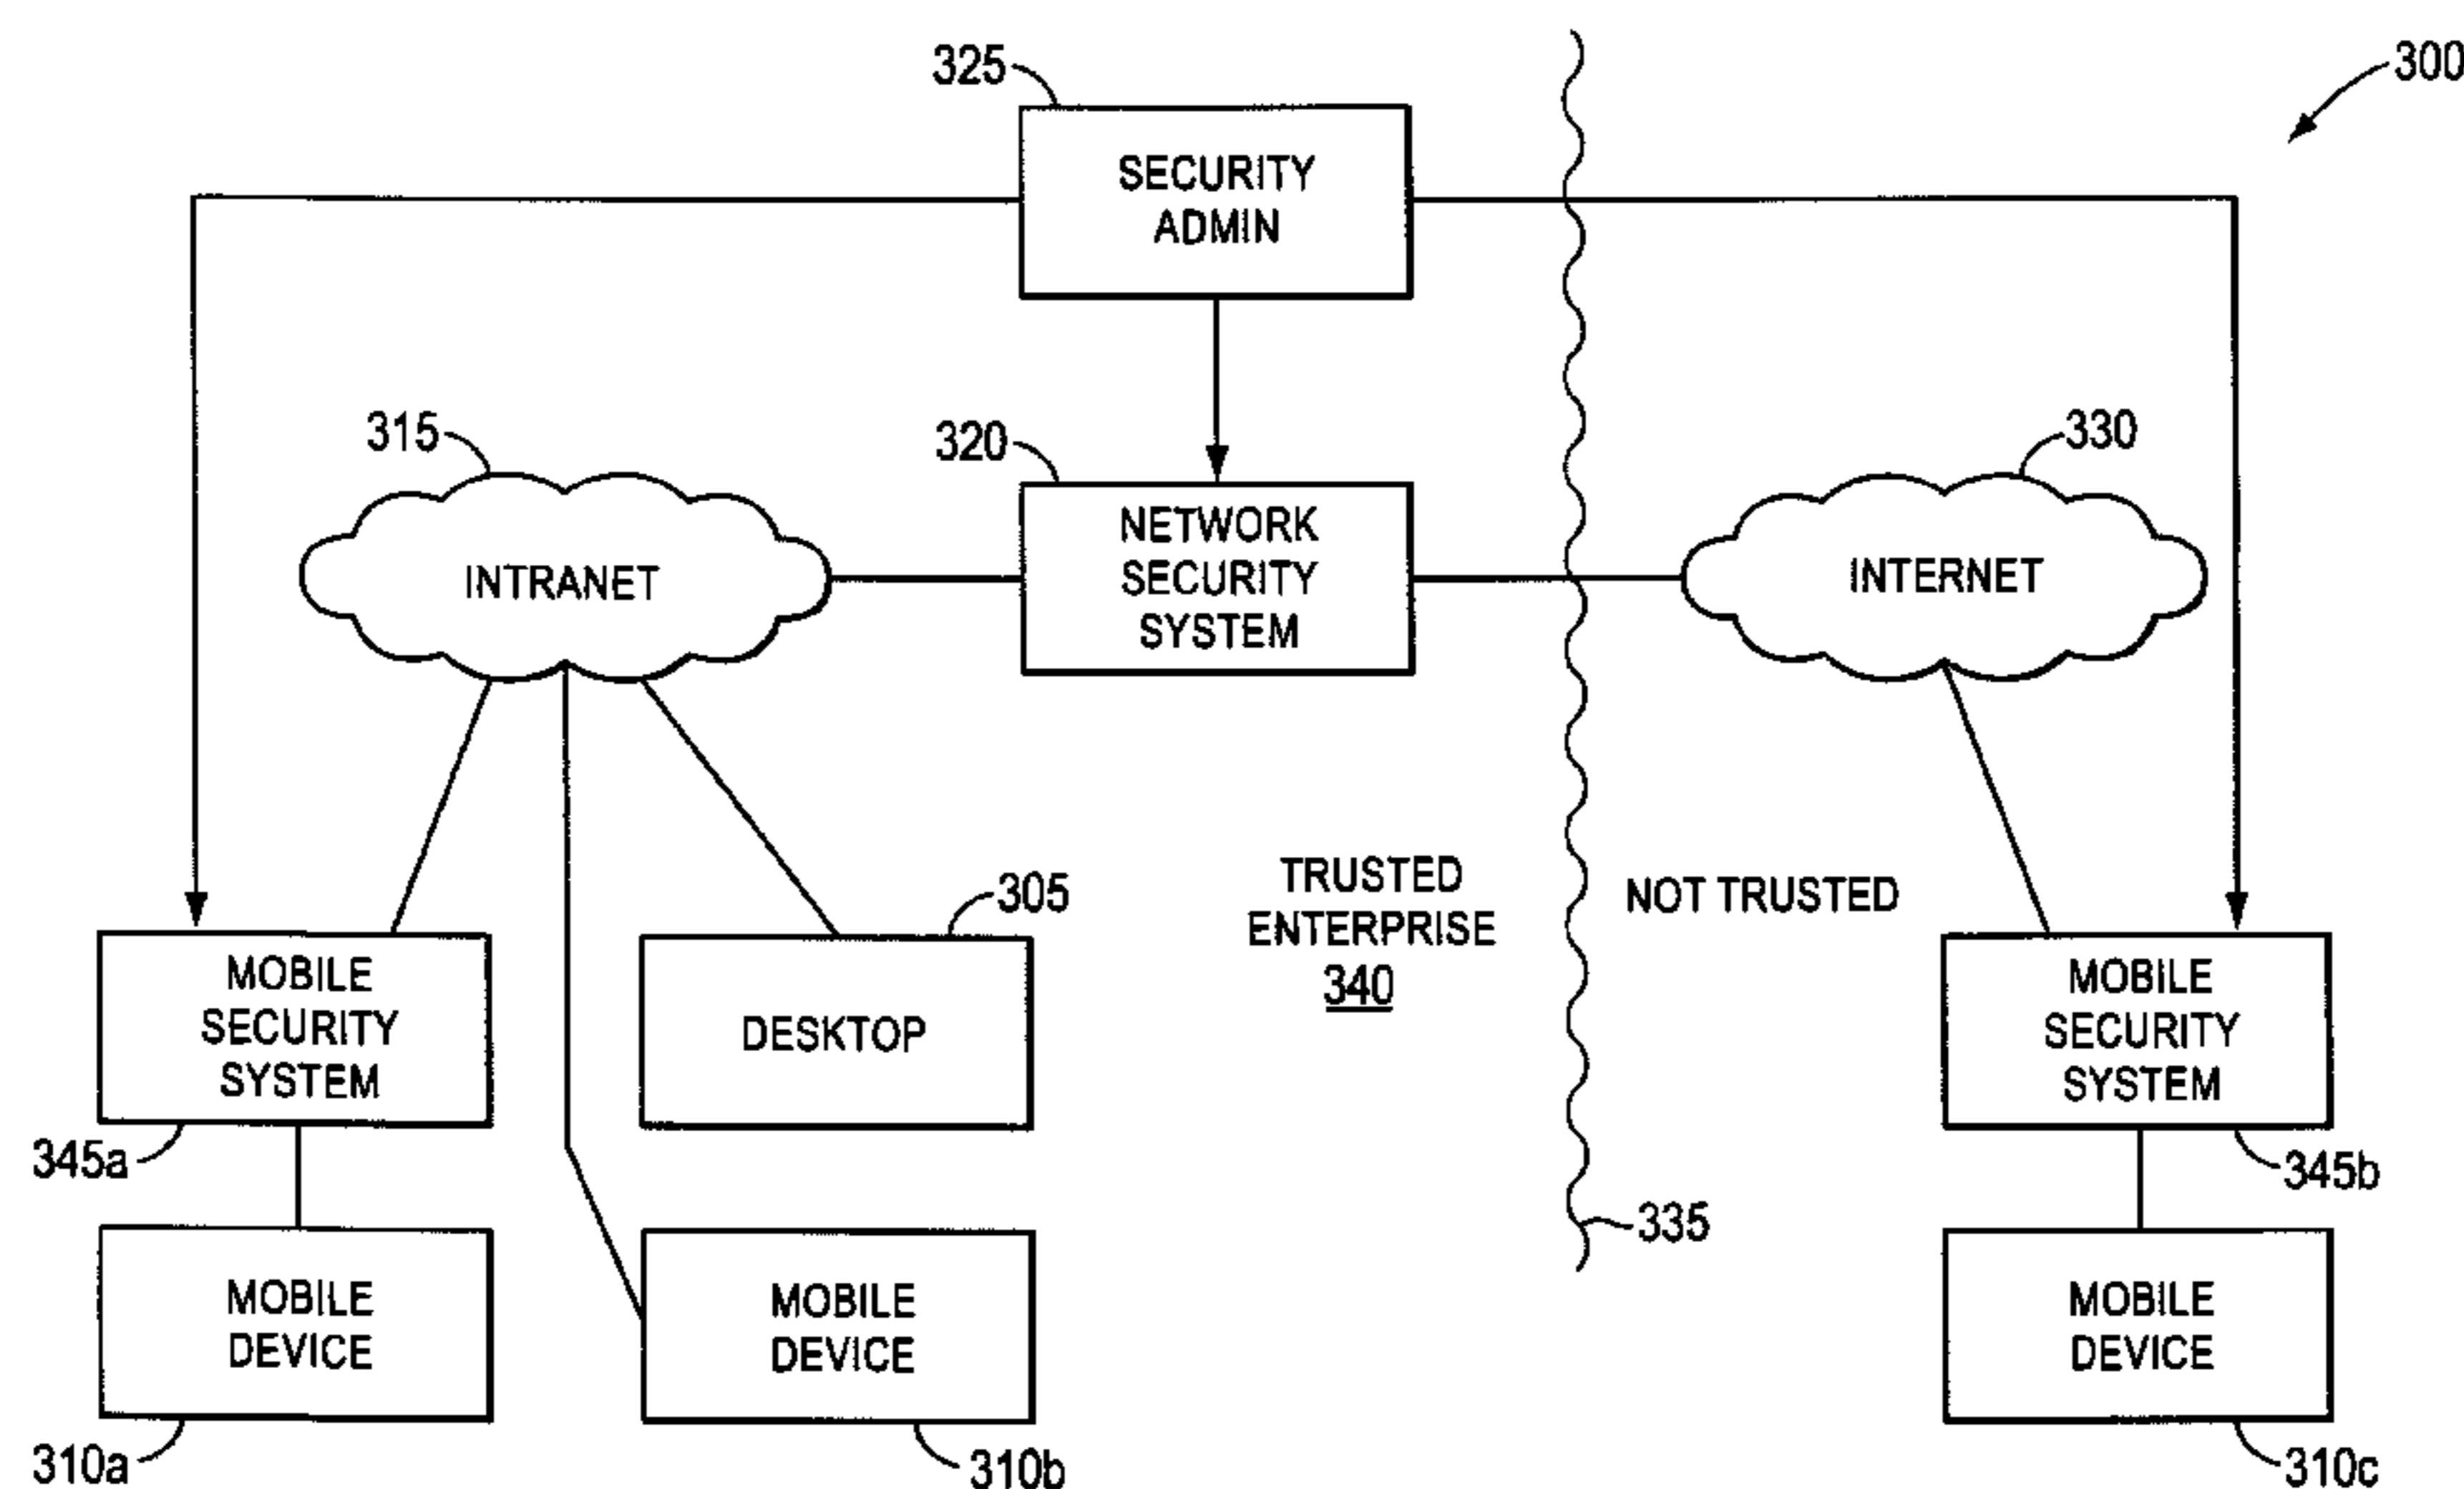 325
300
SECURITY
ADMIN
315
320
330
INTRANET
NETWORK
SECURITY
SYSTEM
INTERNET
305
TRUSTED
ENTERPRISE
340
NOT TRUSTED
MOBILE
SECURITY
SYSTEM
DESKTOP
MOBILE
SECURITY
SYSTEM
345a
345b
335
MOBILE
DEVICE
MOBILE
DEVICE
MOBILE
DEVICE
310a
310b
310c